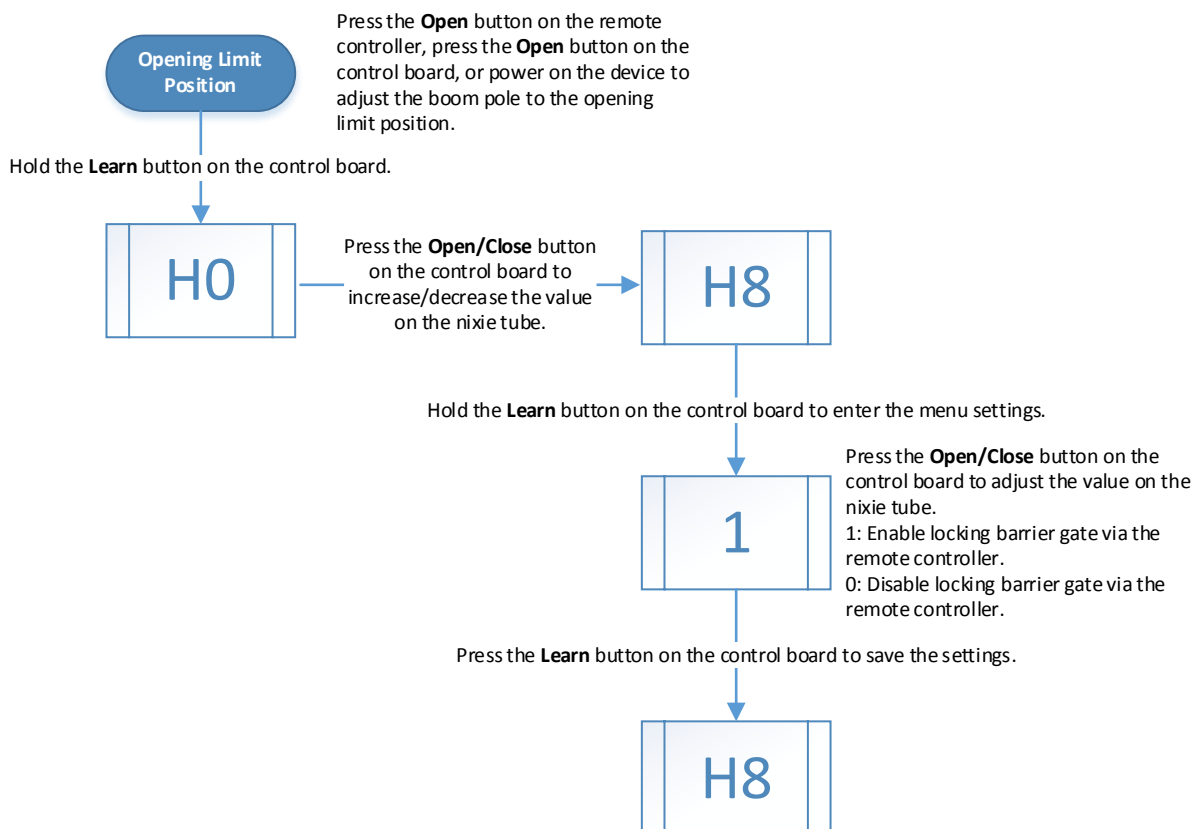 Opening Limit
Position
Press the Open button on the remote
controller, press the Open button on the
control board, or power on the device to
adjust the boom pole to the opening
limit position.
Hold the Learn button on the control board.
H0
Press the Open/Close button
on the control board to
increase/decrease the value
on the nixie tube.
H8
Hold the Learn button on the control board to enter the menu settings.
1
Press the Open/Close button on the
control board to adjust the value on the
nixie tube.
1: Enable locking barrier gate via the
remote controller.
0: Disable locking barrier gate via the
remote controller.
Press the Learn button on the control board to save the settings.
H8